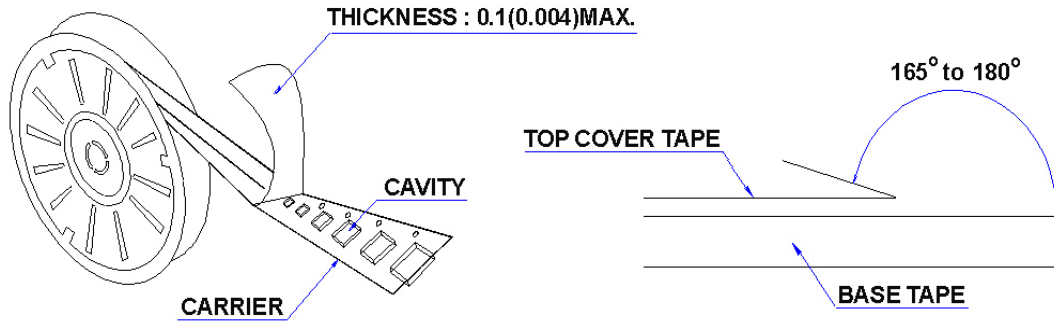 THICKNESS : 0.1(0.004)MAX.
165° to 180°
TOP COVER TAPE
CAVITY
BASE TAPE
CARRIER